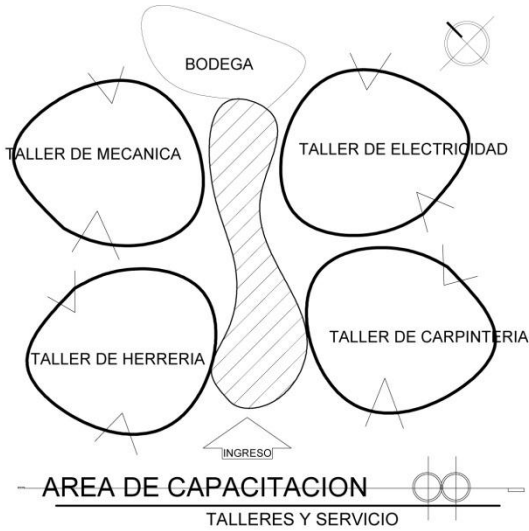 BODEGA
TALLER DE MECANICA
TALLER DE ELECTRICIDAD
TALLER DE HERRERIA
TALLER DE CARPINTERIA
INGRESO
AREA DE CAPACITACION
TALLERES Y SERVICIO